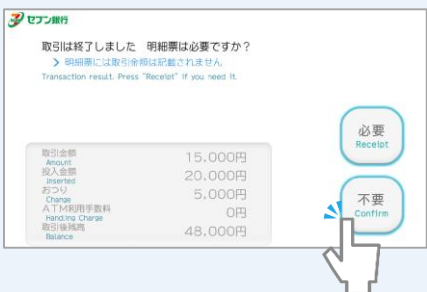 セブン銀行
取引は終了しました 明細票は必要ですか？
> 明細票には取引金額は記載されません
Transaction result. Press "Receipt" if you need it.
必要
Receipt
取引金額 15,000円
Amount
投入金額 20,000円
Inserted
おつり 5,000円
Change
ATM利用手数料 0円
Handling Charge
取引後残高 48,000円
Balance
不要
Confirm